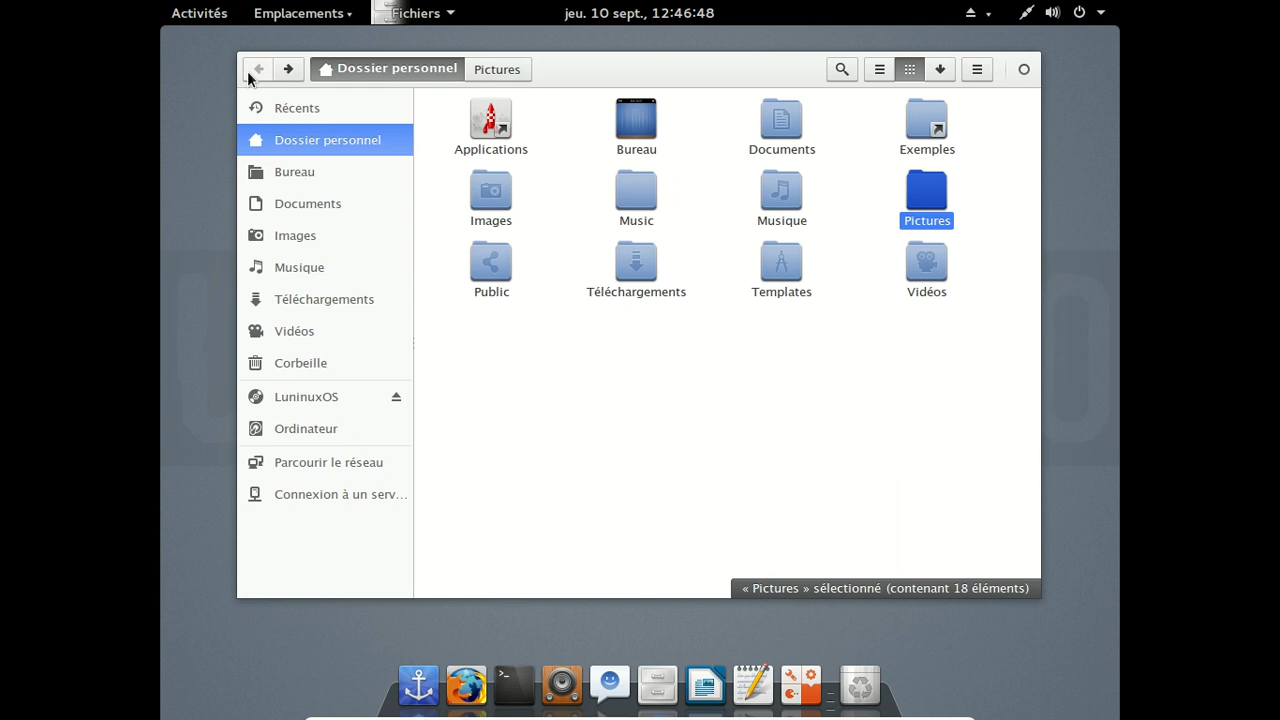 Activités Emplacements Fichiers jeu. 10 sept., 12:46:48
Dossier personnel Pictures
Récents
Dossier personnel
Bureau
Documents
Images
Musique
Téléchargements
Vidéos
Corbeille
LuninuxOS
Ordinateur
Parcourir le réseau
Connexion à un serv...
Applications Bureau Documents Exemples
Images Music Musique Pictures
Public Téléchargements Templates Vidéos
« Pictures » sélectionné (contenant 18 éléments)